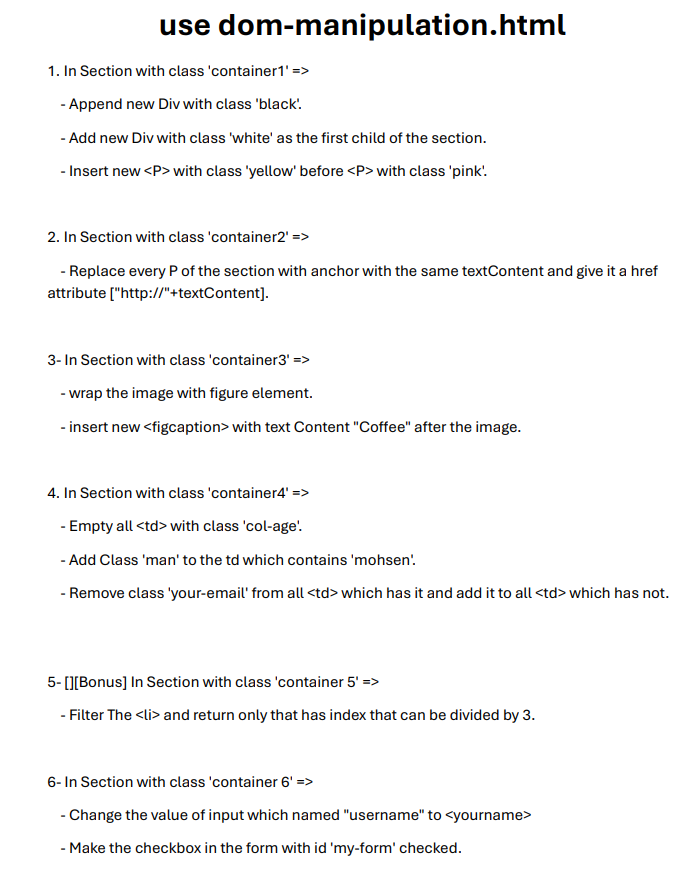 use dom-manipulation.html
1. In Section with class 'container1' =>
- Append new Div with class 'black'.
- Add new Div with class 'white' as the first child of the section.
- Insert new <P> with class 'yellow' before <P> with class 'pink'.
2. In Section with class 'container2' =>
- Replace every P of the section with anchor with the same textContent and give it a href
attribute ["http://"+textContent].
3- In Section with class 'container3' =>
- wrap the image with figure element.
- insert new <figcaption> with text Content "Coffee" after the image.
4. In Section with class 'container4' =>
- Empty all <td> with class 'col-age'.
- Add Class 'man' to the td which contains 'mohsen'.
- Remove class 'your-email' from all <td> which has it and add it to all <td> which has not.
5- [][Bonus] In Section with class 'container 5' =>
- Filter The <li> and return only that has index that can be divided by 3.
6- In Section with class 'container 6' =>
- Change the value of input which named "username" to <yourname>
- Make the checkbox in the form with id 'my-form' checked.